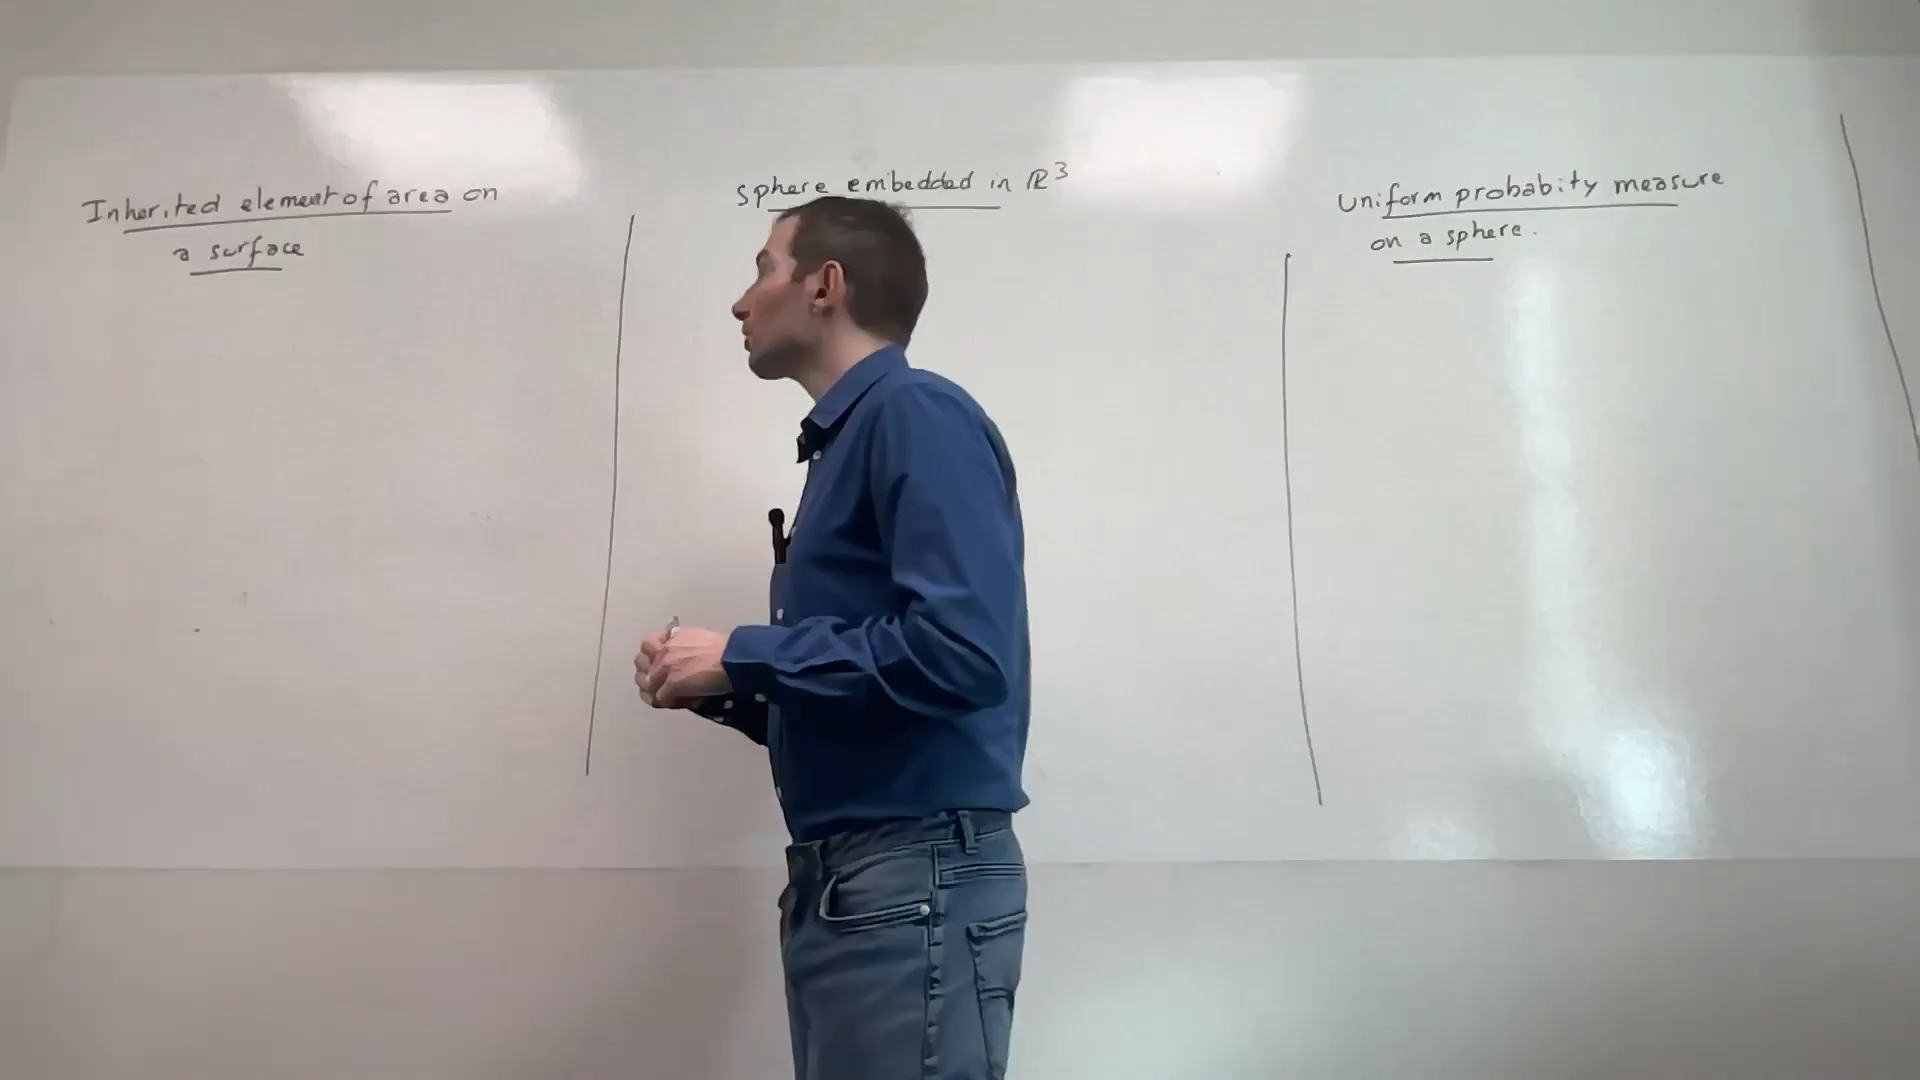 Inherited element of area on
a surface
sphere embedded in ℝ³
Uniform probabity measure
on a sphere.